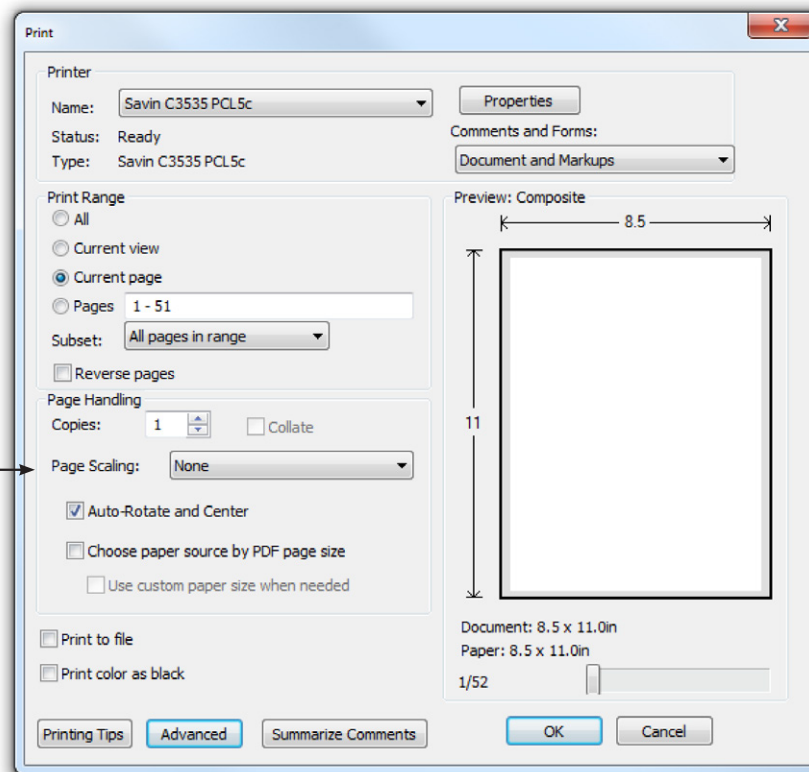 Print
Printer
Name: Savin C3535 PCL5c Properties
Status: Ready Comments and Forms:
Type: Savin C3535 PCL5c Document and Markups
Print Range
All
Current view
Current page
Pages 1 - 51
Subset: All pages in range
Reverse pages
Page Handling
Copies: 1 Collate
Page Scaling: None
Auto-Rotate and Center
Choose paper source by PDF page size
Use custom paper size when needed
Print to file
Print color as black
Preview: Composite
8.5
11
Document: 8.5 x 11.0in
Paper: 8.5 x 11.0in
1/52
Printing Tips Advanced Summarize Comments OK Cancel